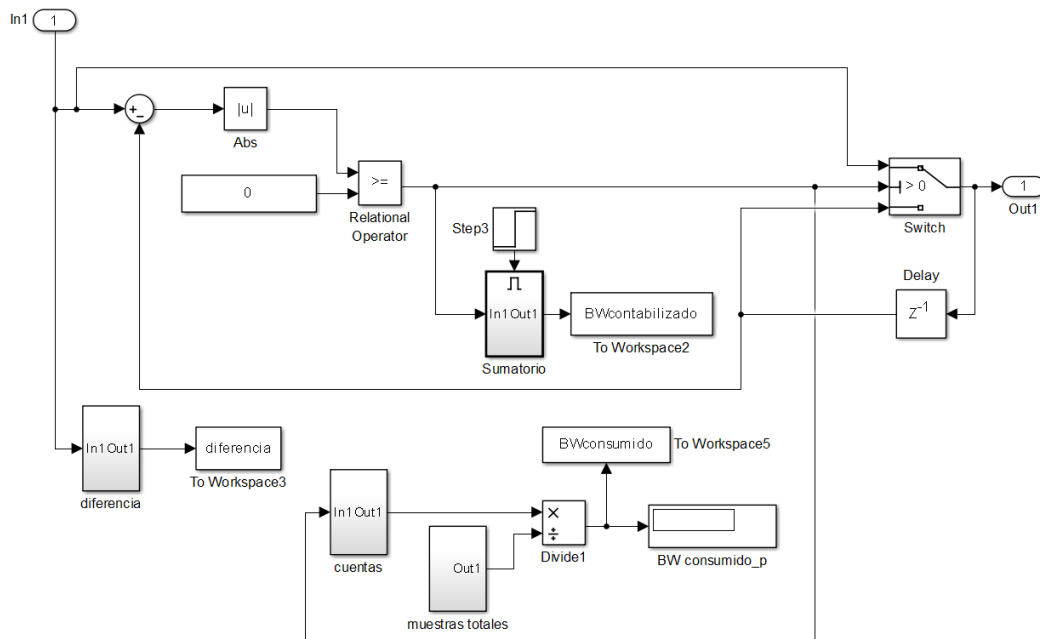 In1
1
+
−
|u|
Abs
0
>=
Relational
Operator
Step3
> 0
Switch
1
Out1
Delay
Z-1
In1 Out1
Sumatorio
BWcontabilizado
To Workspace2
In1 Out1
diferencia
diferencia
To Workspace3
BWconsumido
To Workspace5
In1 Out1
cuentas
Out1
muestras totales
×
÷
Divide1
BW consumido_p